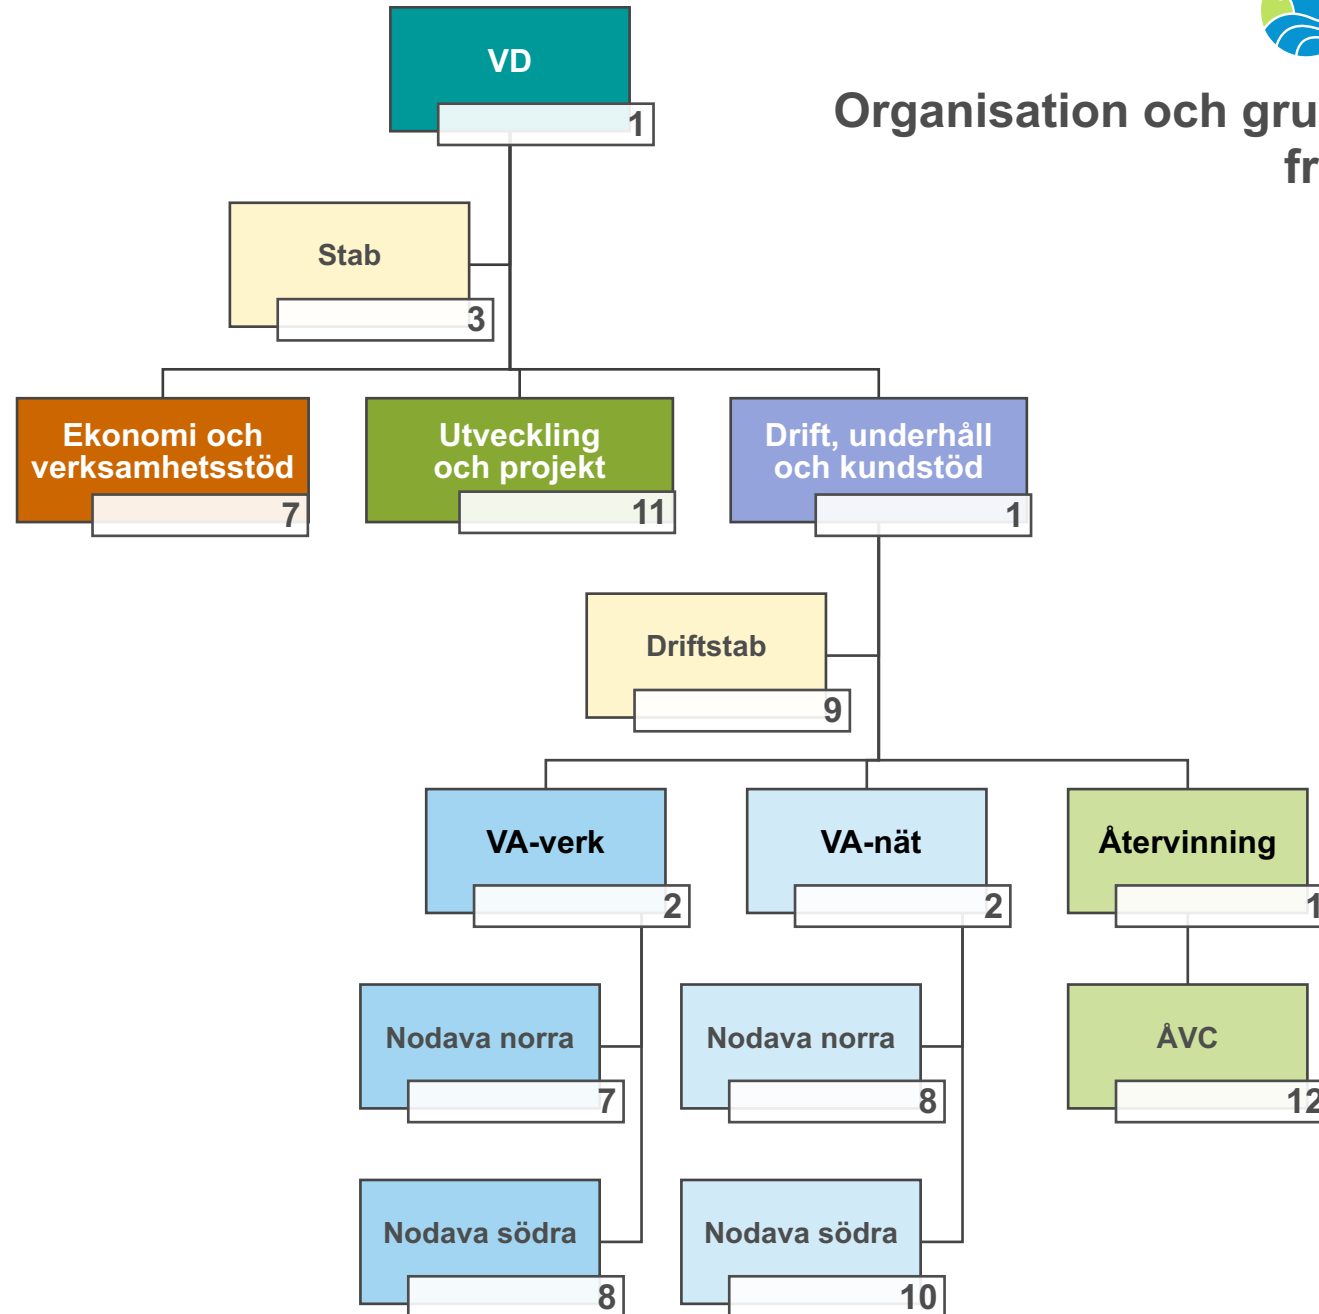 VD
1
Organisation och gru
fr
Stab
3
Ekonomi och
verksamhetsstöd
7
Utveckling
och projekt
11
Drift, underhåll
och kundstöd
1
Driftstab
9
VA-verk
2
VA-nät
2
Återvinning
1
Nodava norra
7
Nodava norra
8
ÅVC
12
Nodava södra
8
Nodava södra
10